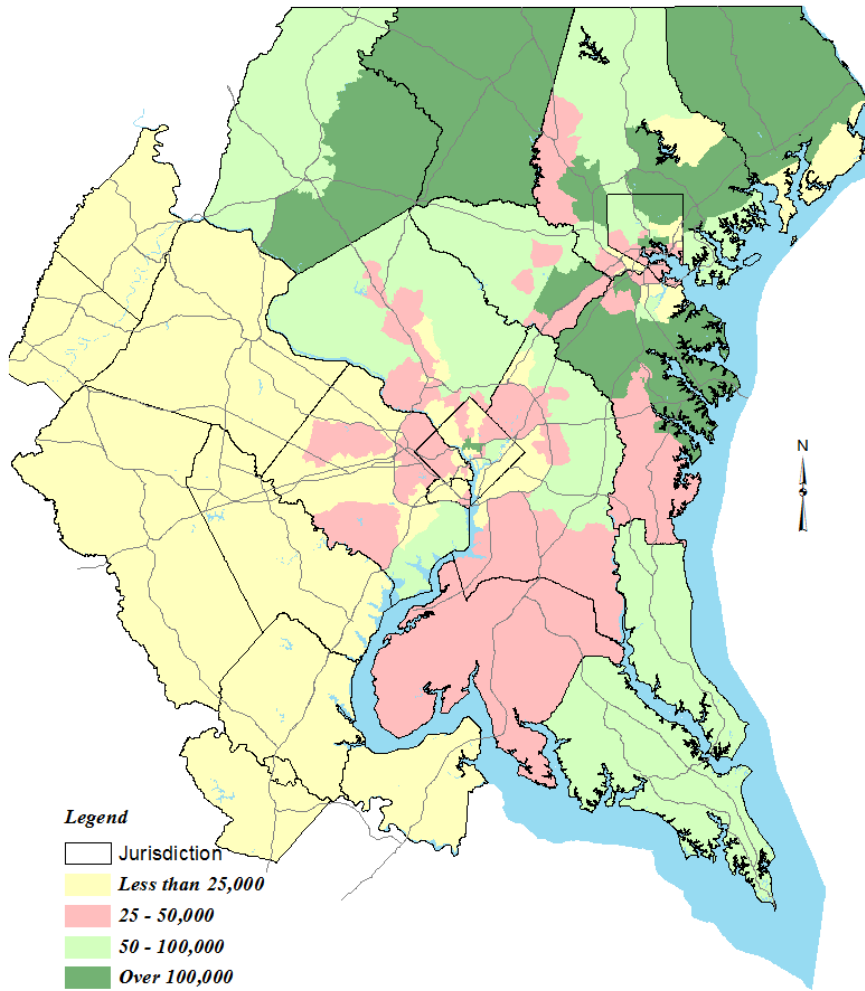 N
Legend
Jurisdiction
Less than 25,000
25 - 50,000
50 - 100,000
Over 100,000